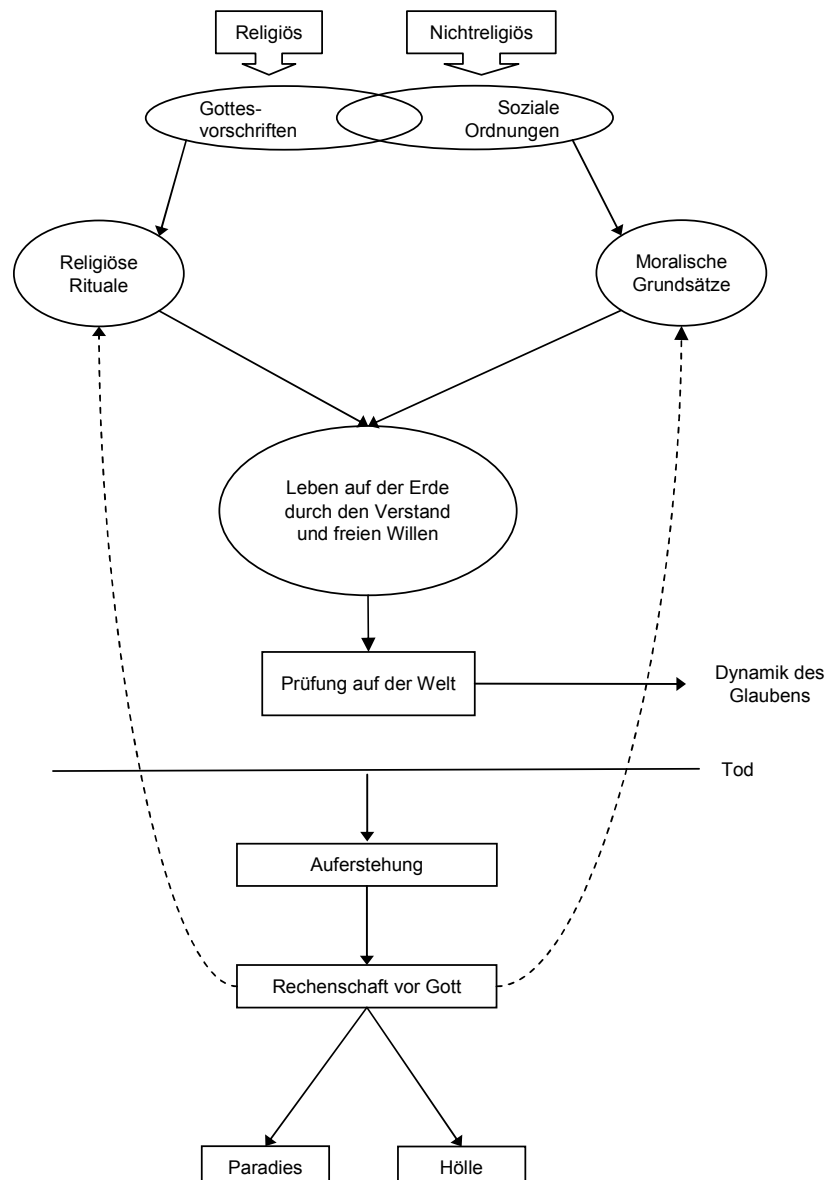 Religiös
Nichtreligiös
Gottes-
vorschriften
Soziale
Ordnungen
Religiöse
Rituale
Moralische
Grundsätze
Leben auf der Erde
durch den Verstand
und freien Willen
Prüfung auf der Welt
Dynamik des
Glaubens
Tod
Auferstehung
Rechenschaft vor Gott
Paradies
Hölle